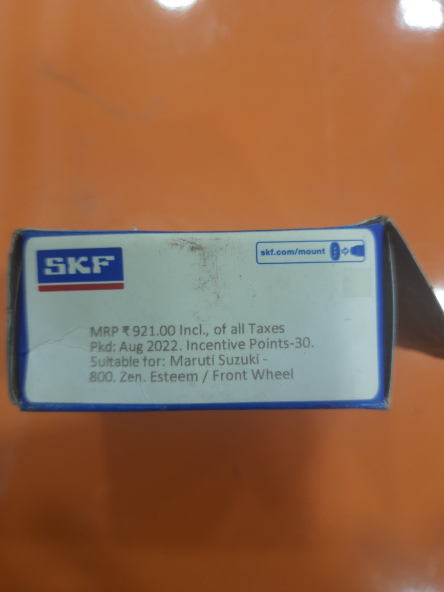 SKF
skf.com/mount
MRP ₹ 921.00 Incl., of all Taxes
Pkd: Aug 2022. Incentive Points-30.
Suitable for: Maruti Suzuki -
800. Zen. Esteem / Front Wheel